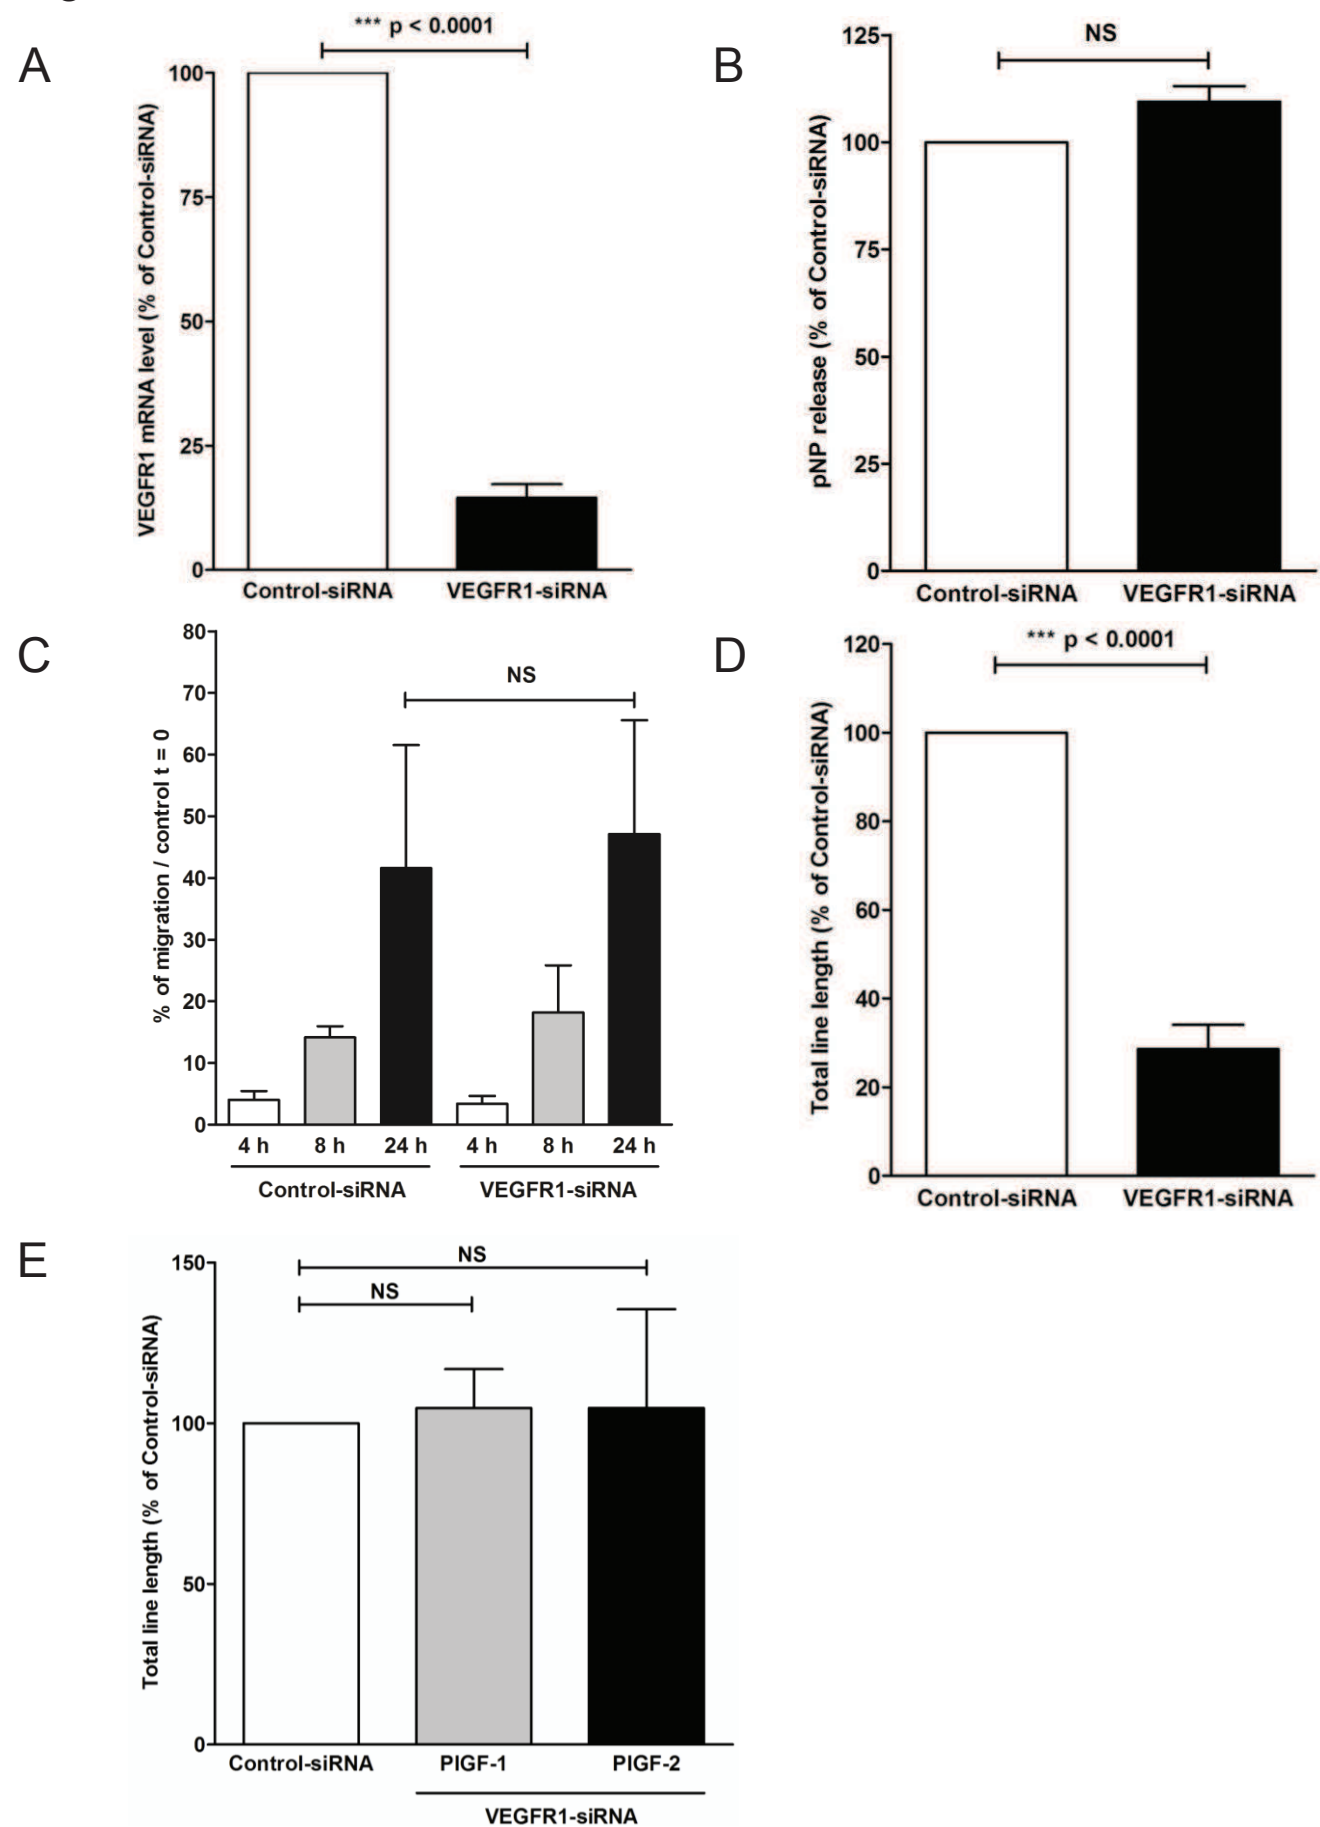 A
*** p < 0.0001
VEGFR1 mRNA level (% of Control-siRNA)
100
75
50
25
0
Control-siRNA VEGFR1-siRNA
B
NS
pNP release (% of Control-siRNA)
125
100
75
50
25
0
Control-siRNA VEGFR1-siRNA
C
NS
% of migration / control t = 0
80
70
60
50
40
30
20
10
0
4 h 8 h 24 h 4 h 8 h 24 h
Control-siRNA VEGFR1-siRNA
D
*** p < 0.0001
Total line length (% of Control-siRNA)
120
100
80
60
40
20
0
Control-siRNA VEGFR1-siRNA
E
NS
NS
Total line length (% of Control-siRNA)
150
100
50
0
Control-siRNA PIGF-1 PIGF-2
VEGFR1-siRNA